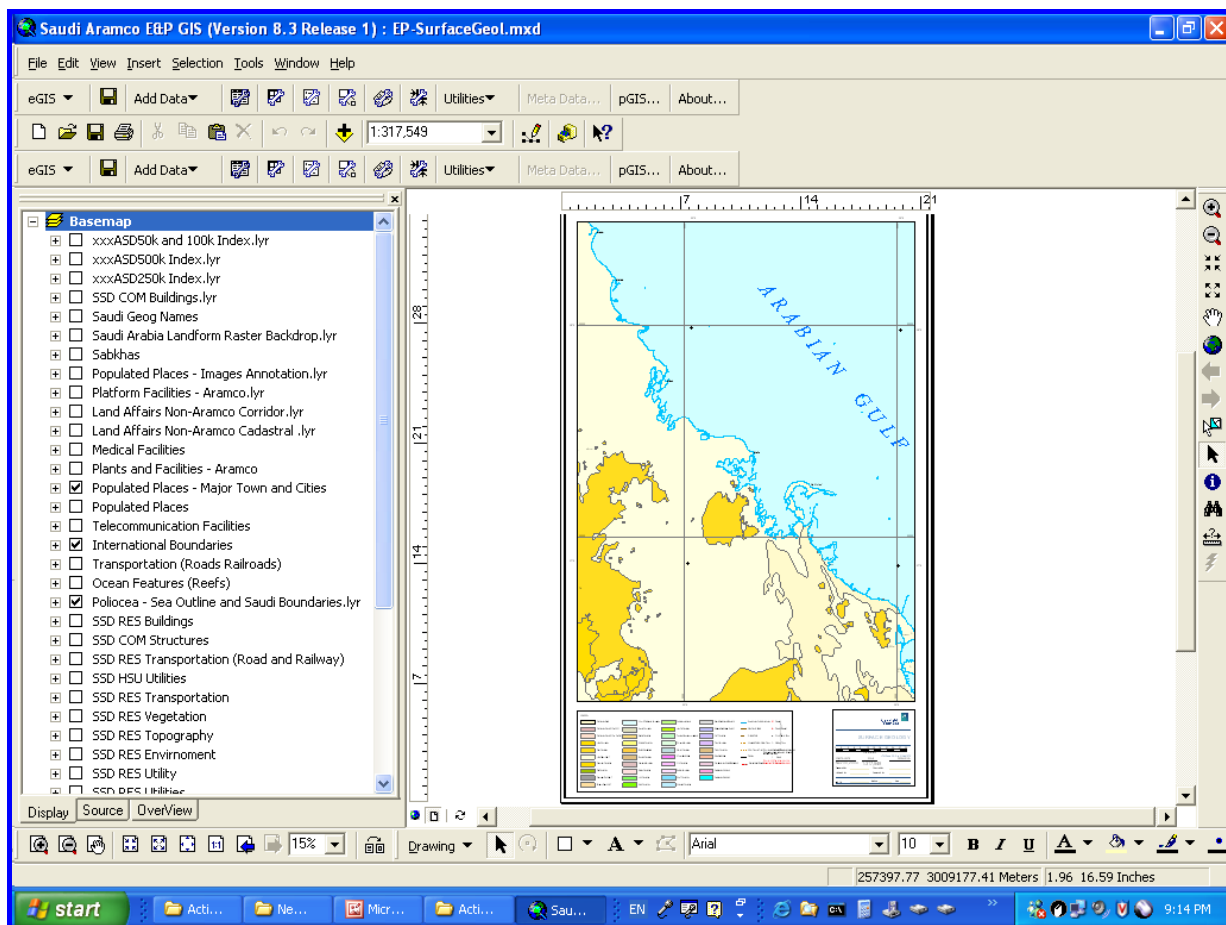 Saudi Aramco E&P GIS (Version 8.3 Release 1) : EP-SurfaceGeol.mxd
File Edit View Insert Selection Tools Window Help
eGIS Add Data Utilities Meta Data... pGIS... About...
1:317,549
eGIS Add Data Utilities Meta Data... pGIS... About...
Basemap
xxxASD50k and 100k Index.lyr
xxxASD500k Index.lyr
xxxASD250k Index.lyr
SSD COM Buildings.lyr
Saudi Geog Names
Saudi Arabia Landform Raster Backdrop.lyr
Sabkhas
Populated Places - Images Annotation.lyr
Platform Facilities - Aramco.lyr
Land Affairs Non-Aramco Corridor.lyr
Land Affairs Non-Aramco Cadastral .lyr
Medical Facilities
Plants and Facilities - Aramco
Populated Places - Major Town and Cities
Populated Places
Telecommunication Facilities
International Boundaries
Transportation (Roads Railroads)
Ocean Features (Reefs)
Poliocea - Sea Outline and Saudi Boundaries.lyr
SSD RES Buildings
SSD COM Structures
SSD RES Transportation (Road and Railway)
SSD HSU Utilities
SSD RES Transportation
SSD RES Vegetation
SSD RES Topography
SSD RES Envirnoment
SSD RES Utility
SSD RES Utilities
Display Source OverView
7 14 21
28
21
14
7
ARABIAN GULF
15% Drawing A Arial 10 B I U A
257397.77 3009177.41 Meters 1.96 16.59 Inches
start Acti... Ne... Micr... Acti... Sau... EN 9:14 PM